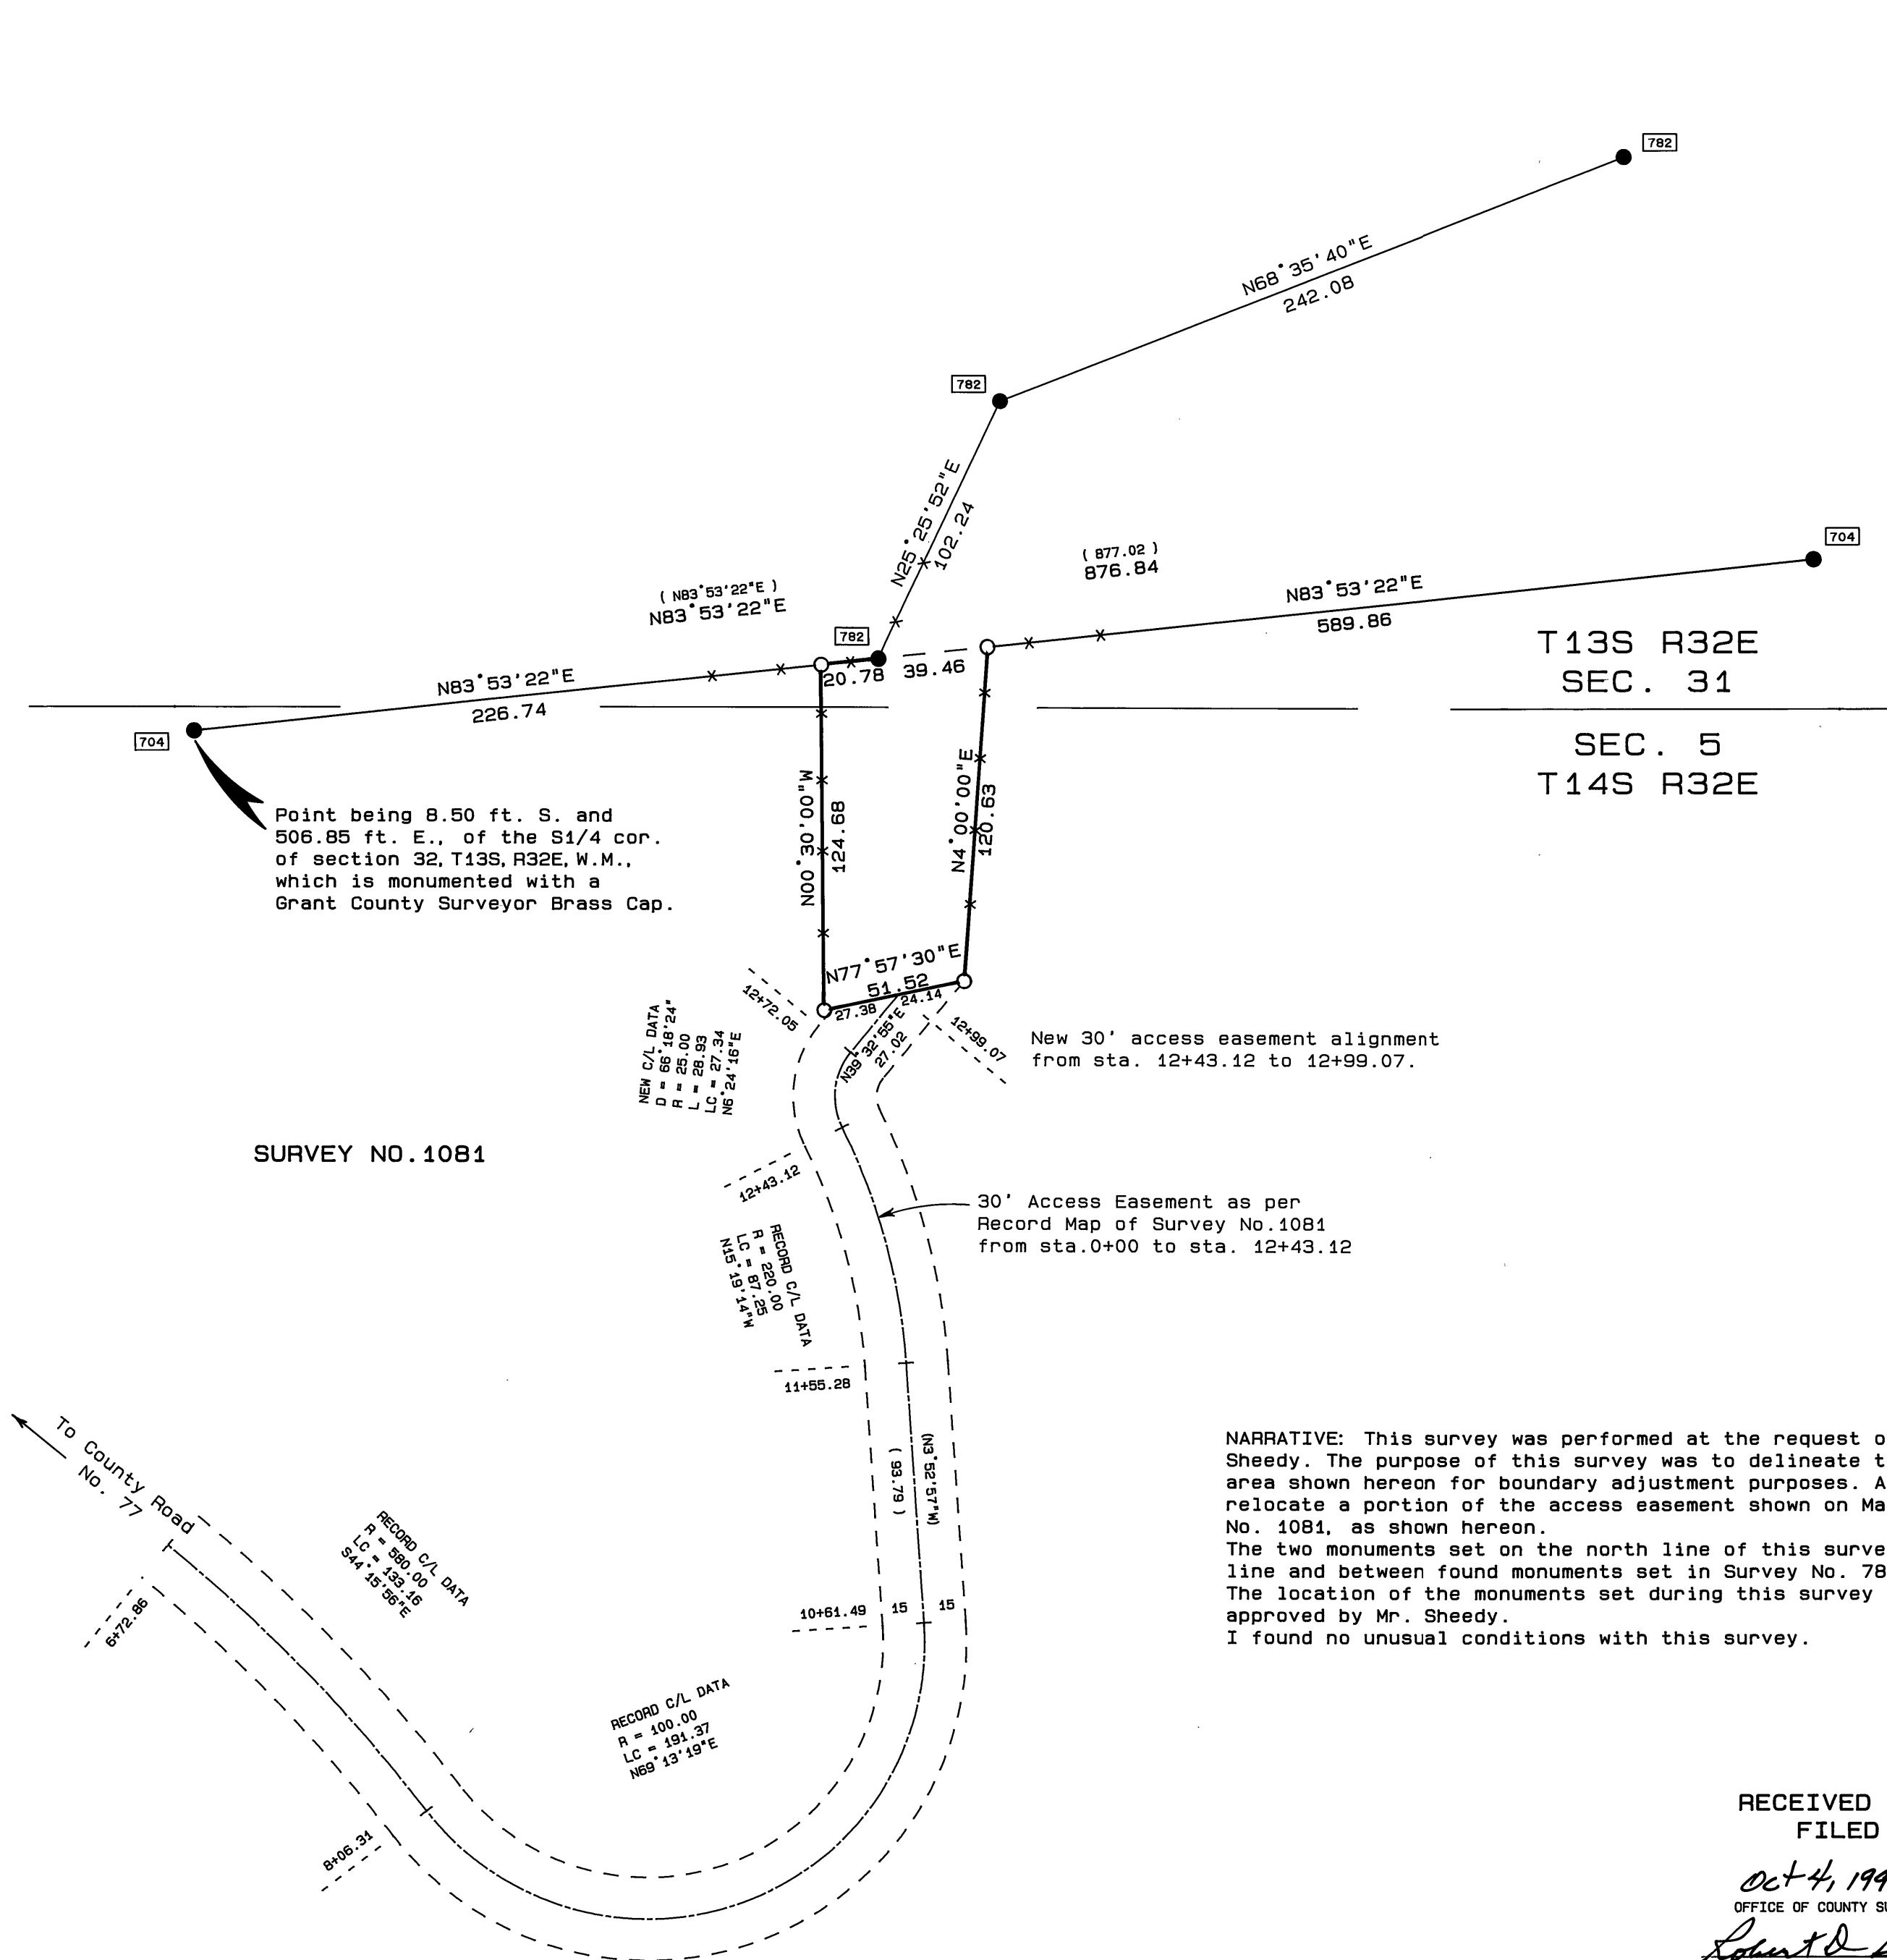 782
N68°35'40"E
242.08
782
N25°25'52"E
102.24
( 877.02 )
876.84
704
N83°53'22"E
589.86
( N83°53'22"E )
N83°53'22"E
782
20.78
39.46
N83°53'22"E
226.74
704
T13S R32E
SEC. 31
SEC. 5
T14S R32E
Point being 8.50 ft. S. and
506.85 ft. E., of the S1/4 cor.
of section 32, T13S, R32E, W.M.,
which is monumented with a
Grant County Surveyor Brass Cap.
N00°30'00"W
124.68
N4°00'00"E
120.63
N77°57'30"E
51.52
27.38
24.14
12+72.05
N39°32'55"E
27.02
12+99.07
New 30' access easement alignment
from sta. 12+43.12 to 12+99.07.
NEW C/L DATA
D = 66°18'24"
R = 25.00
L = 28.93
LC = 27.34
N6°24'16"E
SURVEY NO.1081
12+43.12
30' Access Easement as per
Record Map of Survey No.1081
from sta.0+00 to sta. 12+43.12
RECORD C/L DATA
R = 220.00
LC = 87.25
N15°19'14"W
11+55.28
(N3°52'57"W)
( 93.79 )
To County Road
No. 77
RECORD C/L DATA
R = 580.00
LC = 133.16
S44°15'56"E
6+72.86
10+61.49
15
15
RECORD C/L DATA
R = 100.00
LC = 191.37
N69°13'19"E
8+06.31
NARRATIVE: This survey was performed at the request o
Sheedy. The purpose of this survey was to delineate t
area shown hereon for boundary adjustment purposes. A
relocate a portion of the access easement shown on Ma
No. 1081, as shown hereon.
The two monuments set on the north line of this surve
line and between found monuments set in Survey No. 78
The location of the monuments set during this survey
approved by Mr. Sheedy.
I found no unusual conditions with this survey.
RECEIVED
FILED
Oct 4, 199
OFFICE OF COUNTY SU
Robert D